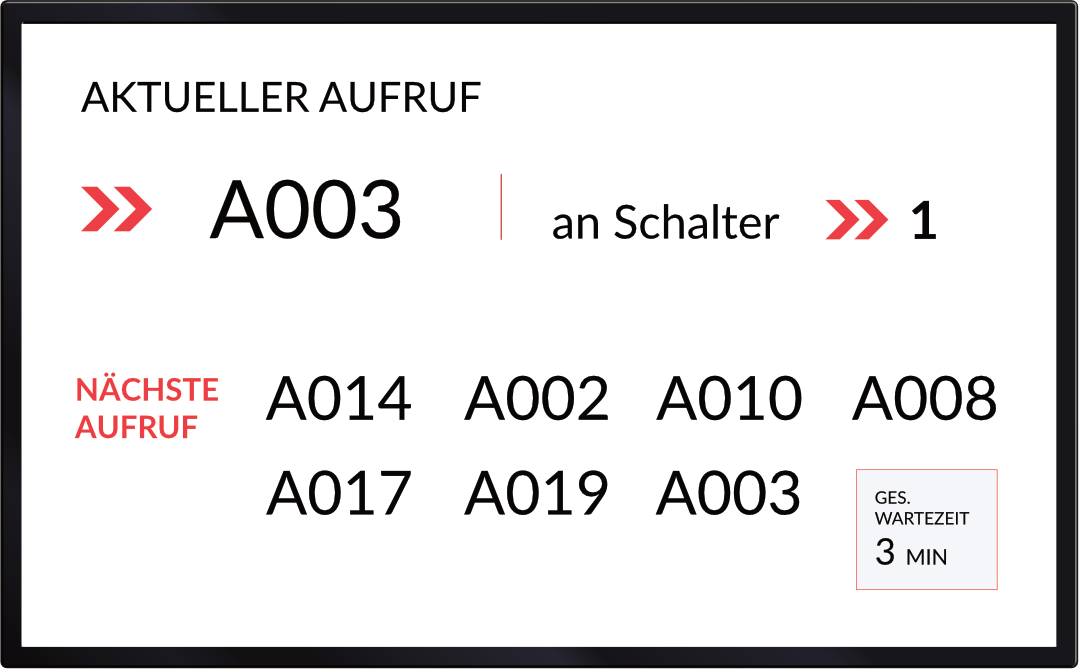 AKTUELLER AUFRUF
A003 an Schalter 1
NÄCHSTE
AUFRUF
A014 A002 A010 A008
A017 A019 A003
GES.
WARTEZEIT
3 MIN